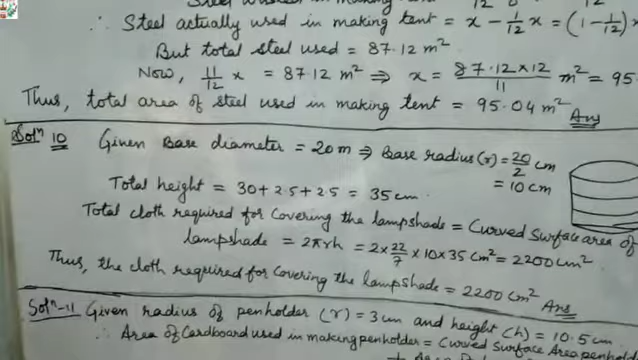 ∴ Steel actually used in making tent = x − 1/12 x = (1 − 1/12)
But total steel used = 87.12 m²
Now, 11/12 x = 87.12 m² ⇒ x = 87.12 × 12 / 11 m² = 95
Thus, total area of steel used in making tent = 95.04 m² Ans
Solⁿ 10 Given Base diameter = 20 m ⇒ Base radius (r) = 20/2 cm
= 10 cm
Total height = 30 + 2.5 + 2.5 = 35 cm.
Total cloth required for covering the lampshade = Curved surface area of
lampshade = 2πrh = 2 × 22/7 × 10 × 35 cm² = 2200 cm²
Thus, the cloth required for covering the lampshade = 2200 cm² Ans
Solⁿ-11 Given radius of penholder (r) = 3 cm and height (h) = 10.5 cm
∴ Area of Cardboard used in making penholder = Curved Surface Area penhol